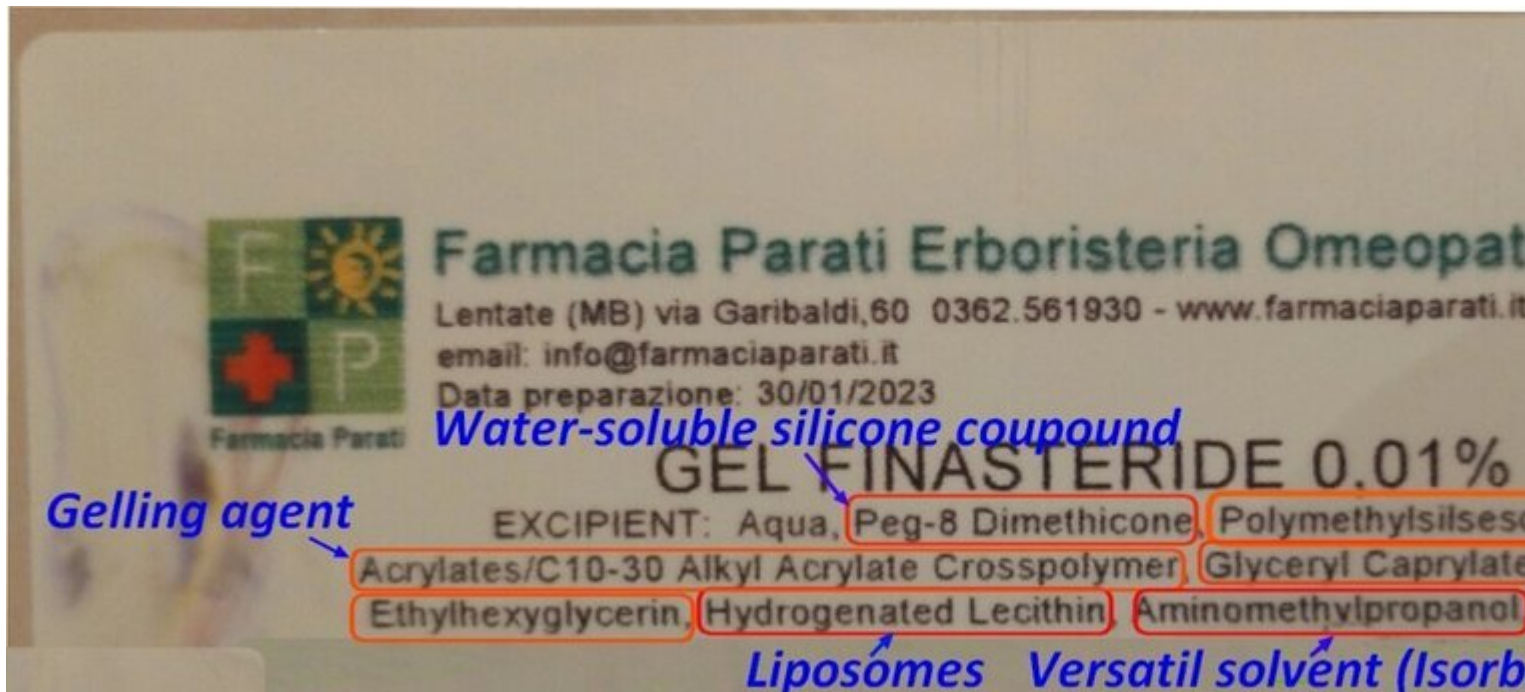 F
P
Farmacia Parati
Farmacia Parati Erboristeria Omeopat
Lentate (MB) via Garibaldi,60 0362.561930 - www.farmaciaparati.it
email: info@farmaciaparati.it
Data preparazione: 30/01/2023
Water-soluble silicone coupound
GEL FINASTERIDE 0.01%
Gelling agent
EXCIPIENT: Aqua, Peg-8 Dimethicone, Polymethylsilses
Acrylates/C10-30 Alkyl Acrylate Crosspolymer, Glyceryl Caprylate
Ethylhexyglycerin, Hydrogenated Lecithin, Aminomethylpropanol,
Liposomes Versatil solvent (Isorb